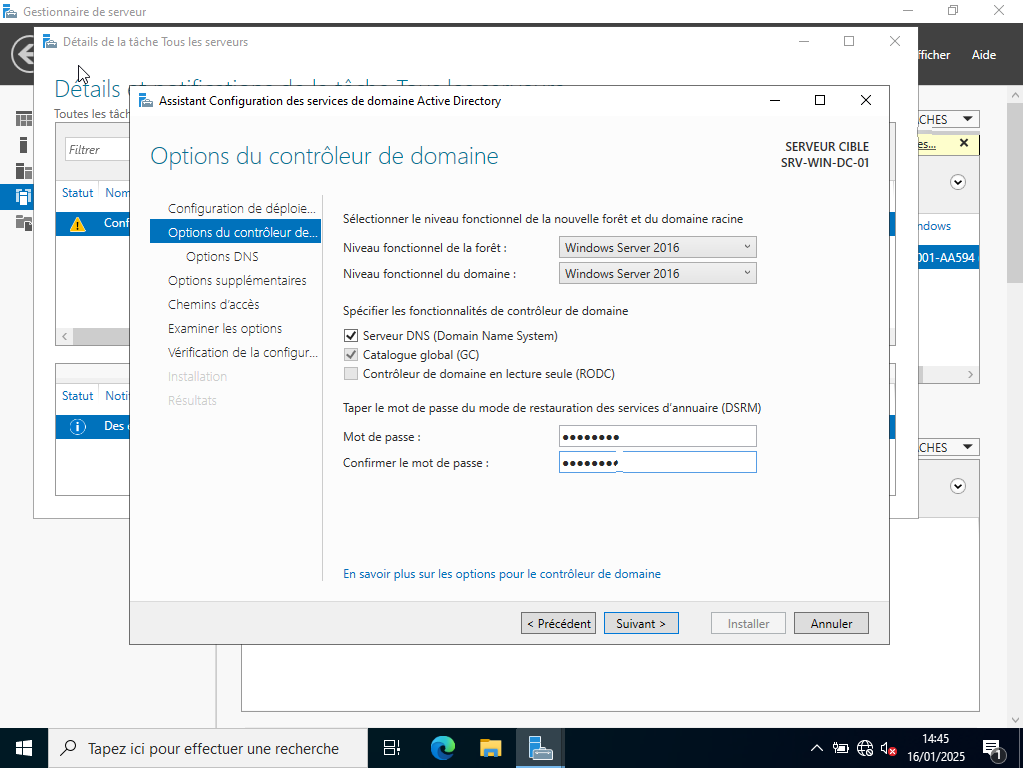 Gestionnaire de serveur
Détails de la tâche Tous les serveurs
fficher
Aide
Détails et notifications de la tâche Tous les serveurs
Toutes les tâch
CHES
Filtrer
es...
Statut
Nom
Conf
ndows
001-AA594
Statut
Noti
Des
CHES
Assistant Configuration des services de domaine Active Directory
Options du contrôleur de domaine
SERVEUR CIBLE
SRV-WIN-DC-01
Configuration de déploie...
Options du contrôleur de...
Options DNS
Options supplémentaires
Chemins d'accès
Examiner les options
Vérification de la configur...
Installation
Résultats
Sélectionner le niveau fonctionnel de la nouvelle forêt et du domaine racine
Niveau fonctionnel de la forêt :
Windows Server 2016
Niveau fonctionnel du domaine :
Windows Server 2016
Spécifier les fonctionnalités de contrôleur de domaine
Serveur DNS (Domain Name System)
Catalogue global (GC)
Contrôleur de domaine en lecture seule (RODC)
Taper le mot de passe du mode de restauration des services d'annuaire (DSRM)
Mot de passe :
●●●●●●●●
Confirmer le mot de passe :
●●●●●●●●
En savoir plus sur les options pour le contrôleur de domaine
< Précédent
Suivant >
Installer
Annuler
Tapez ici pour effectuer une recherche
14:45
16/01/2025
1